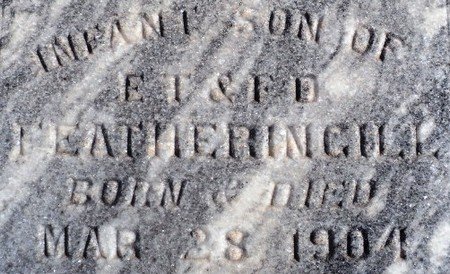 INFANT SON OF
E T & F D
FEATHERINGILL
BORN & DIED
MAR 28 1904